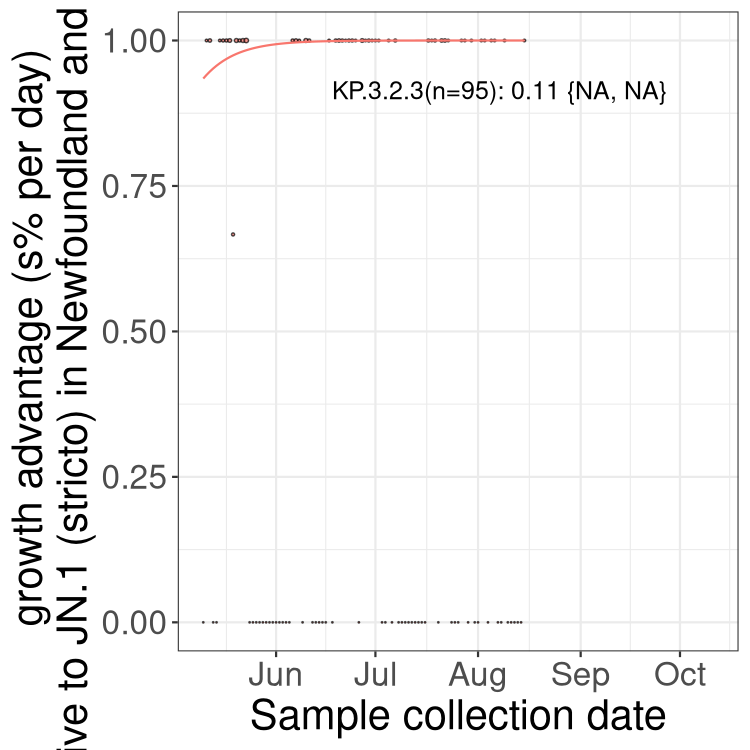 growth advantage (s% per day)
ive to JN.1 (stricto) in Newfoundland and
1.00
0.75
0.50
0.25
0.00
KP.3.2.3(n=95): 0.11 {NA, NA}
Jun Jul Aug Sep Oct
Sample collection date